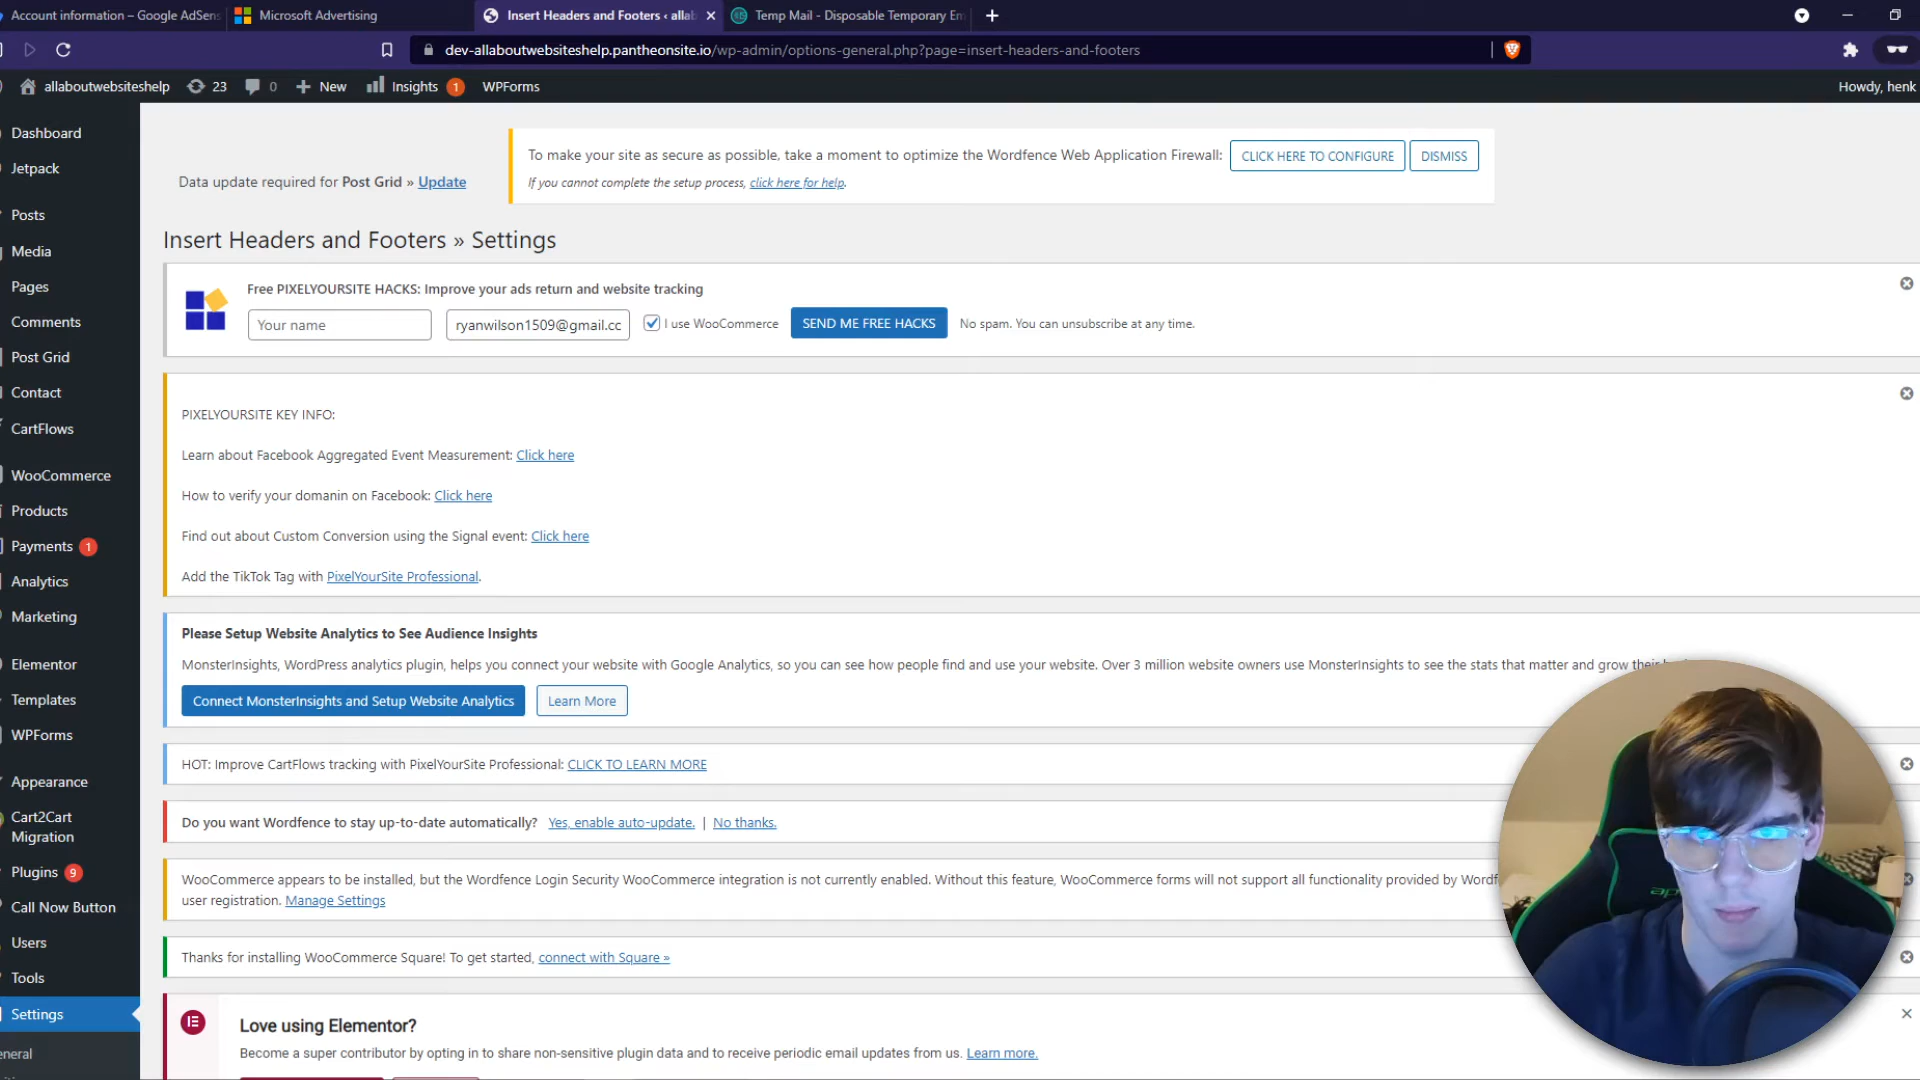 Account information – Google AdSens
Microsoft Advertising
Insert Headers and Footers ‹ allab
Temp Mail - Disposable Temporary Em
dev-allaboutwebsiteshelp.pantheonsite.io/wp-admin/options-general.php?page=insert-headers-and-footers
allaboutwebsiteshelp
23
0
New
Insights
1
WPForms
Howdy, henk
Dashboard
Jetpack
Posts
Media
Pages
Comments
Post Grid
Contact
CartFlows
WooCommerce
Products
Payments 1
Analytics
Marketing
Elementor
Templates
WPForms
Appearance
Cart2Cart
Migration
Plugins 9
Call Now Button
Users
Tools
Settings
eneral
Data update required for Post Grid » Update
To make your site as secure as possible, take a moment to optimize the Wordfence Web Application Firewall: CLICK HERE TO CONFIGURE DISMISS
If you cannot complete the setup process, click here for help.
Insert Headers and Footers » Settings
Free PIXELYOURSITE HACKS: Improve your ads return and website tracking
Your name ryanwilson1509@gmail.cc I use WooCommerce SEND ME FREE HACKS No spam. You can unsubscribe at any time.
PIXELYOURSITE KEY INFO:
Learn about Facebook Aggregated Event Measurement: Click here
How to verify your domanin on Facebook: Click here
Find out about Custom Conversion using the Signal event: Click here
Add the TikTok Tag with PixelYourSite Professional.
Please Setup Website Analytics to See Audience Insights
MonsterInsights, WordPress analytics plugin, helps you connect your website with Google Analytics, so you can see how people find and use your website. Over 3 million website owners use MonsterInsights to see the stats that matter and grow their
Connect MonsterInsights and Setup Website Analytics
Learn More
HOT: Improve CartFlows tracking with PixelYourSite Professional: CLICK TO LEARN MORE
Do you want Wordfence to stay up-to-date automatically? Yes, enable auto-update. | No thanks.
WooCommerce appears to be installed, but the Wordfence Login Security WooCommerce integration is not currently enabled. Without this feature, WooCommerce forms will not support all functionality provided by Wordf
user registration. Manage Settings
Thanks for installing WooCommerce Square! To get started, connect with Square »
Love using Elementor?
Become a super contributor by opting in to share non-sensitive plugin data and to receive periodic email updates from us. Learn more.